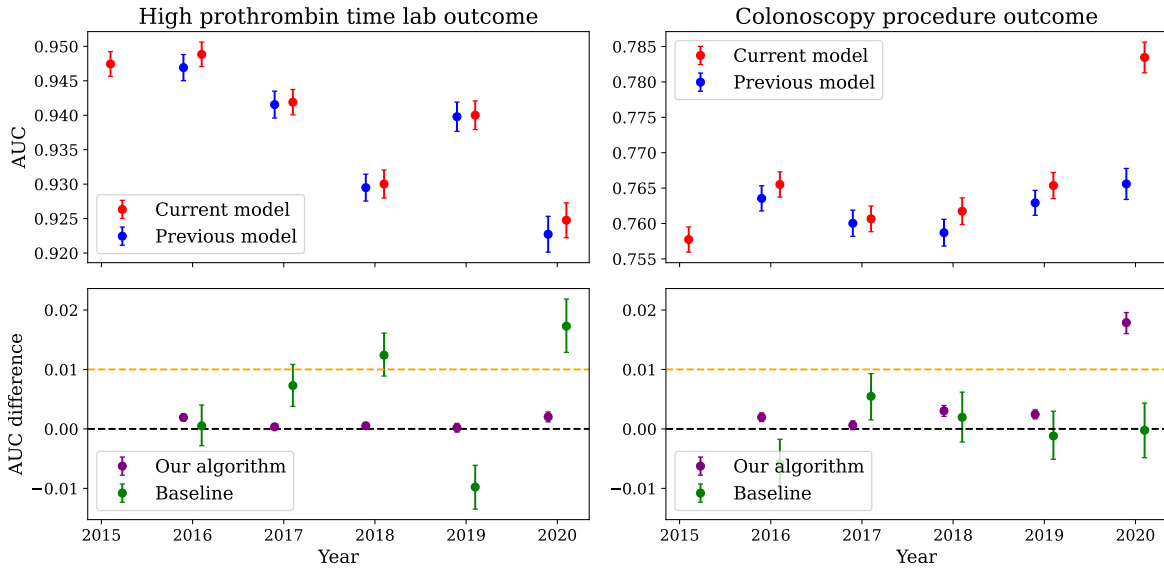 High prothrombin time lab outcome
AUC
0.950
0.945
0.940
0.935
0.930
0.925
0.920
Current model
Previous model
Colonoscopy procedure outcome
0.785
0.780
0.775
0.770
0.765
0.760
0.755
Current model
Previous model
AUC difference
0.02
0.01
0.00
−0.01
Our algorithm
Baseline
2015 2016 2017 2018 2019 2020
Year
0.02
0.01
0.00
−0.01
Our algorithm
Baseline
2015 2016 2017 2018 2019 2020
Year